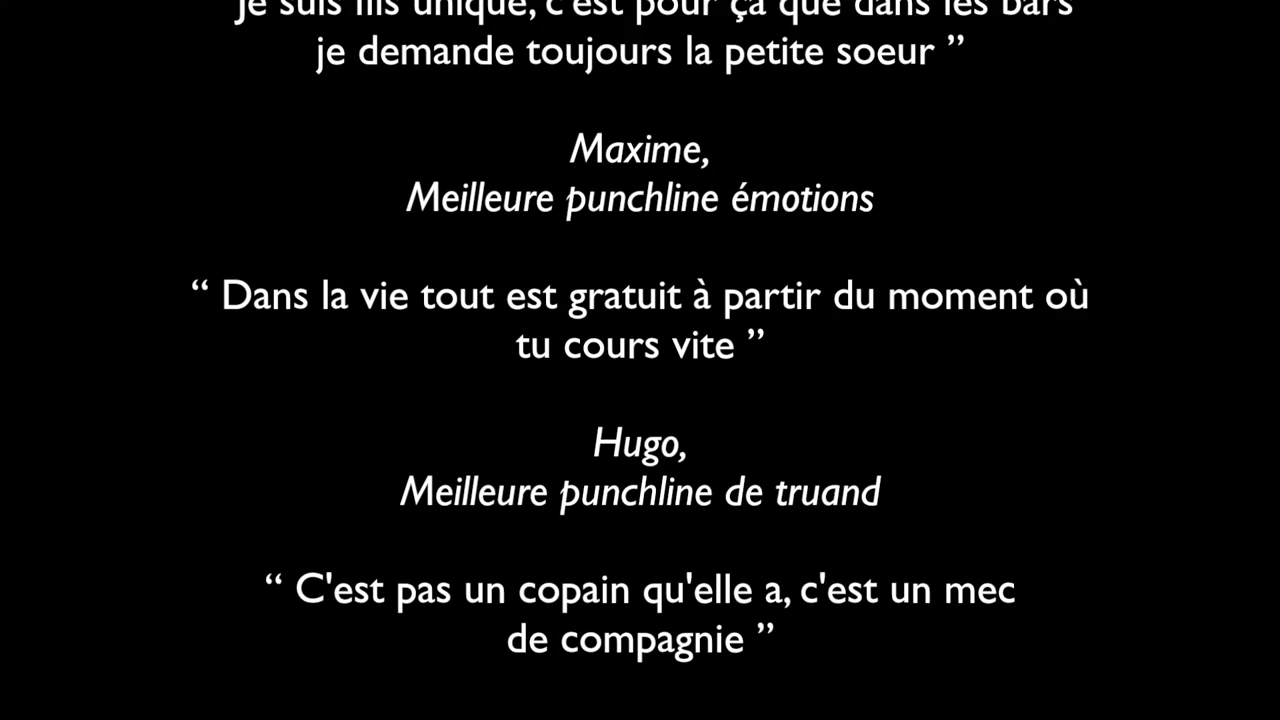 Je suis fils unique, c'est pour ça que dans les bars
je demande toujours la petite soeur ”
Maxime,
Meilleure punchline émotions
“ Dans la vie tout est gratuit à partir du moment où
tu cours vite ”
Hugo,
Meilleure punchline de truand
“ C'est pas un copain qu'elle a, c'est un mec
de compagnie ”